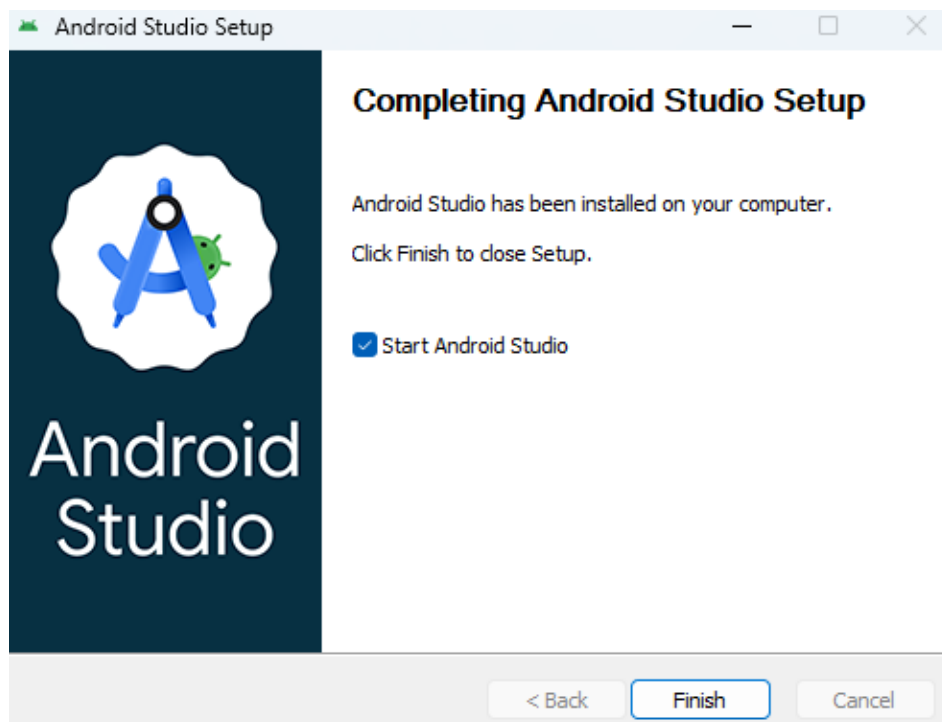 Android Studio Setup
Completing Android Studio Setup
Android Studio has been installed on your computer.
Click Finish to close Setup.
Start Android Studio
Android
Studio
< Back
Finish
Cancel